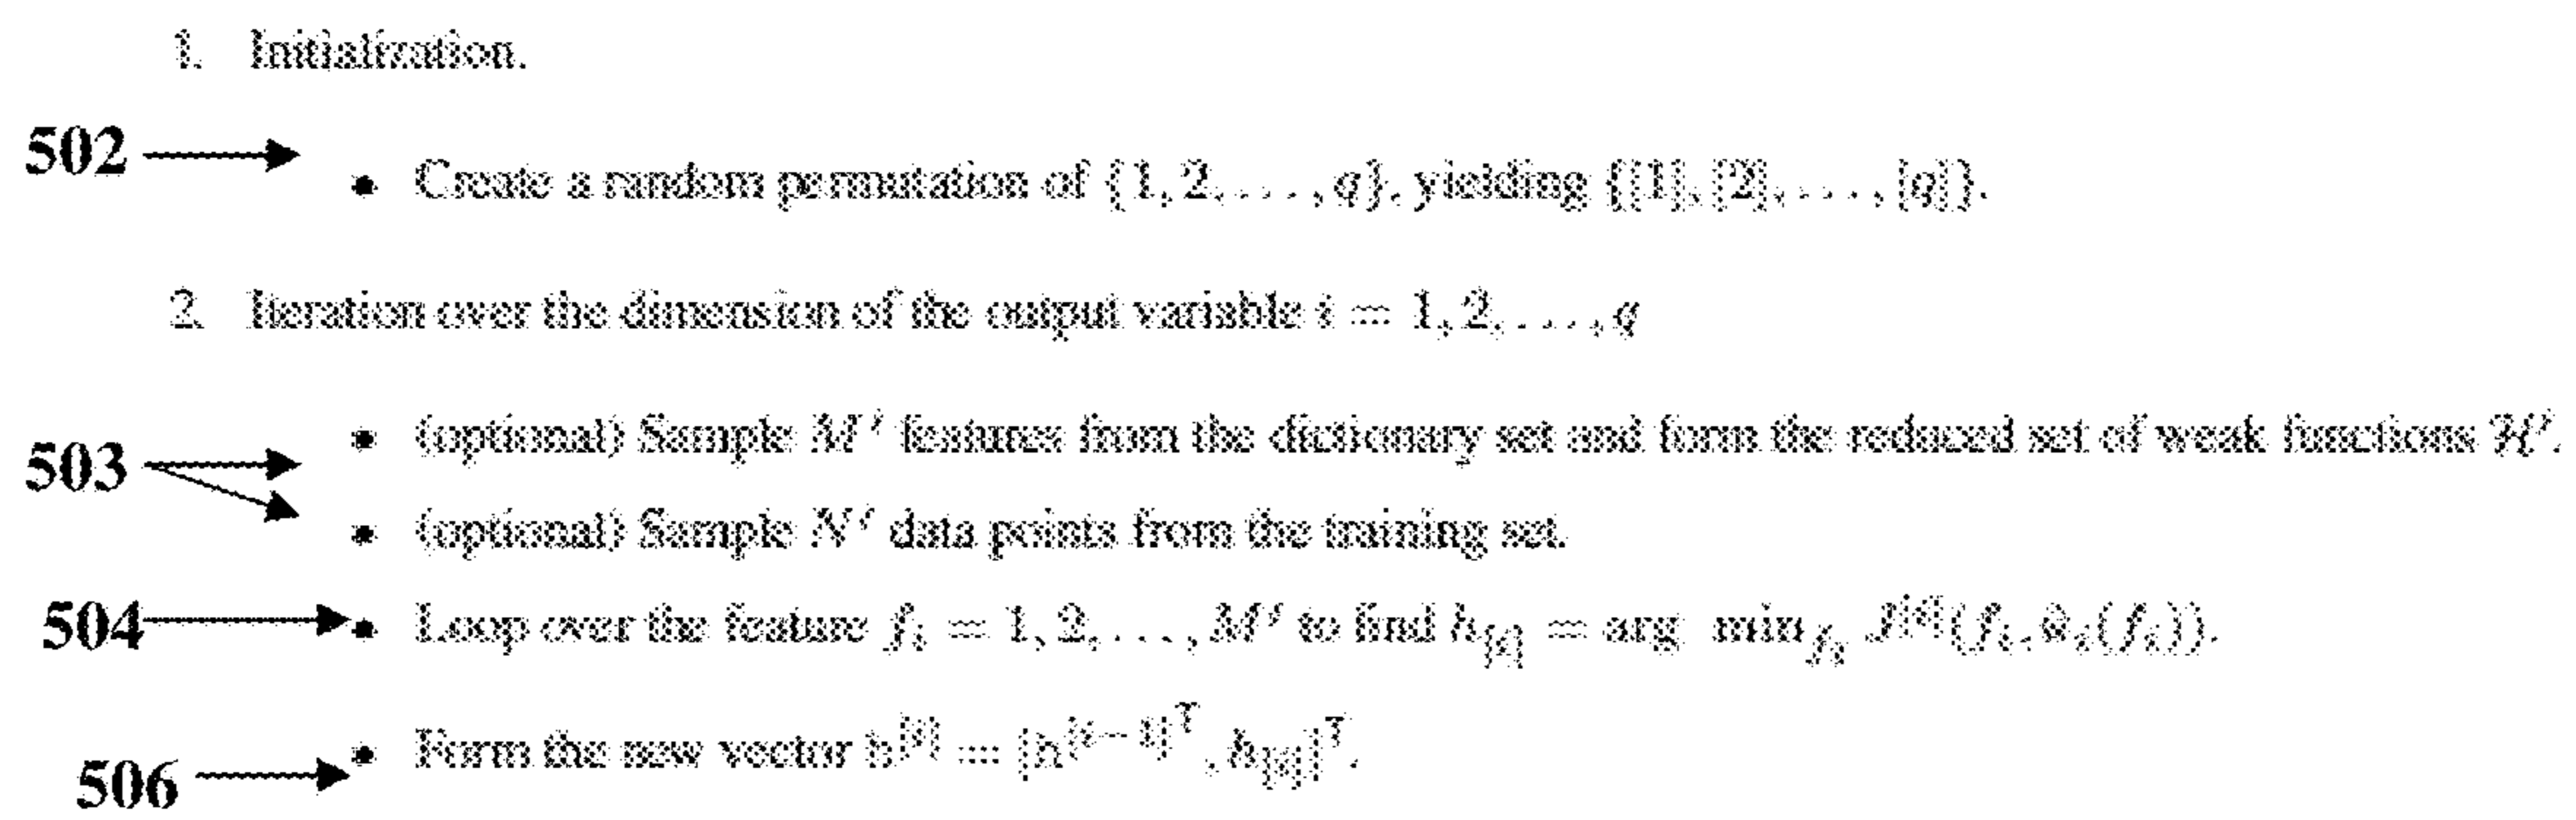 1. Initialization.
502
• Create a random permutation of {1, 2, . . . , q}, yielding {[1], [2], . . . , [q]}.
2. Iteration over the dimension of the output variable i = 1, 2, . . . , q
503
• (optional) Sample M′ features from the dictionary set and form the reduced set of weak functions ℋ′.
• (optional) Sample N′ data points from the training set.
504
• Loop over the feature f_i = 1, 2, . . . , M′ to find h_[i] = arg min_{f_i} J^[i](f_i, θ̂_i(f_i)).
506
• Form the new vector h^[i] = [h^[i−1]^T, h_[i]]^T.